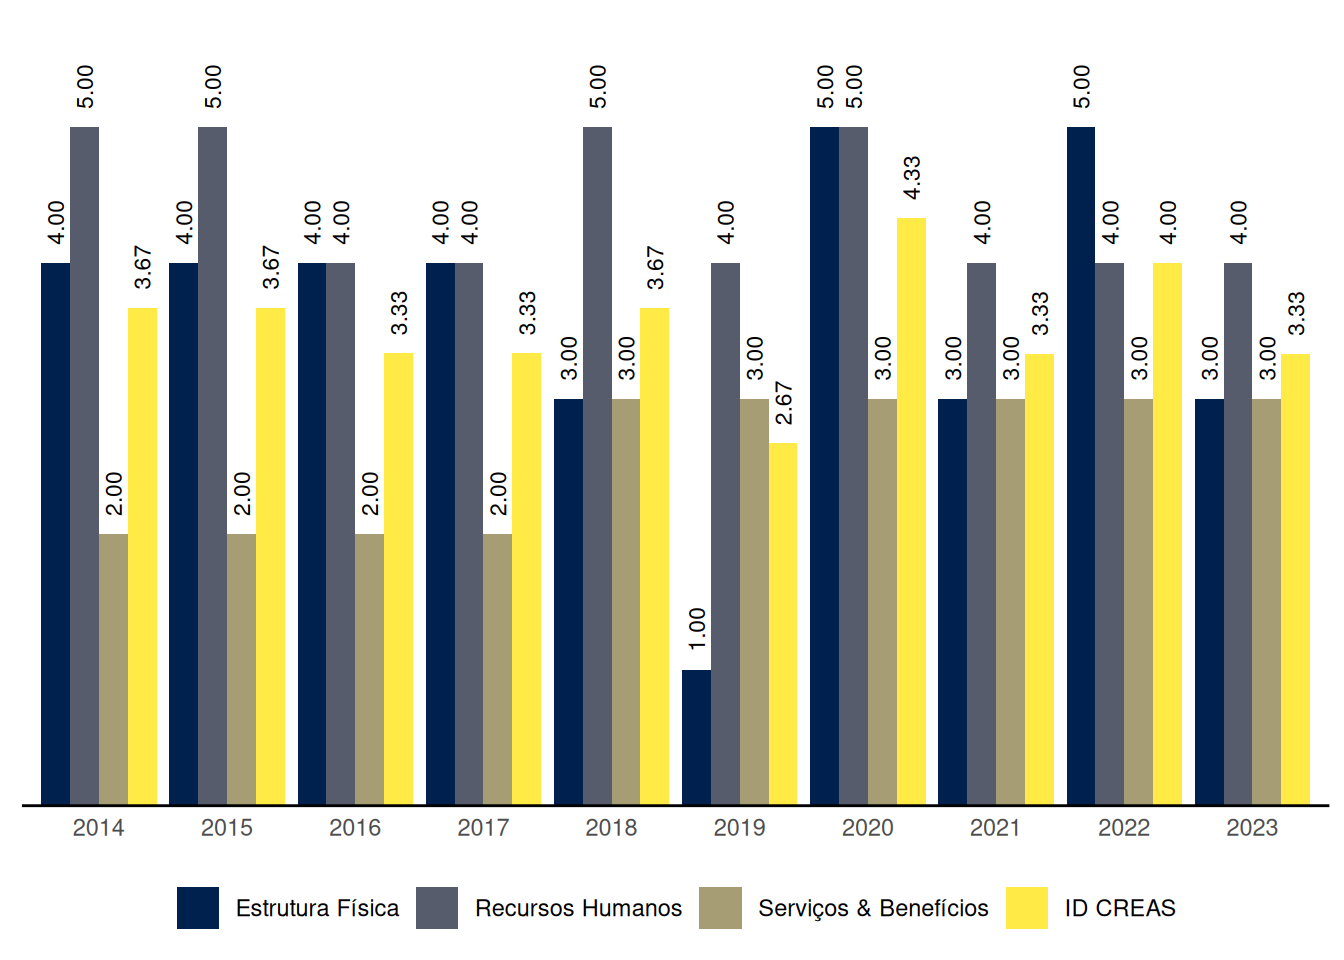 4.00 5.00 2.00 3.67
4.00 5.00 2.00 3.67
4.00 4.00 2.00 3.33
4.00 4.00 2.00 3.33
3.00 5.00 3.00 3.67
1.00 4.00 3.00 2.67
5.00 5.00 3.00 4.33
3.00 4.00 3.00 3.33
5.00 4.00 3.00 4.00
3.00 4.00 3.00 3.33
2014 2015 2016 2017 2018 2019 2020 2021 2022 2023
Estrutura Física Recursos Humanos Serviços & Benefícios ID CREAS